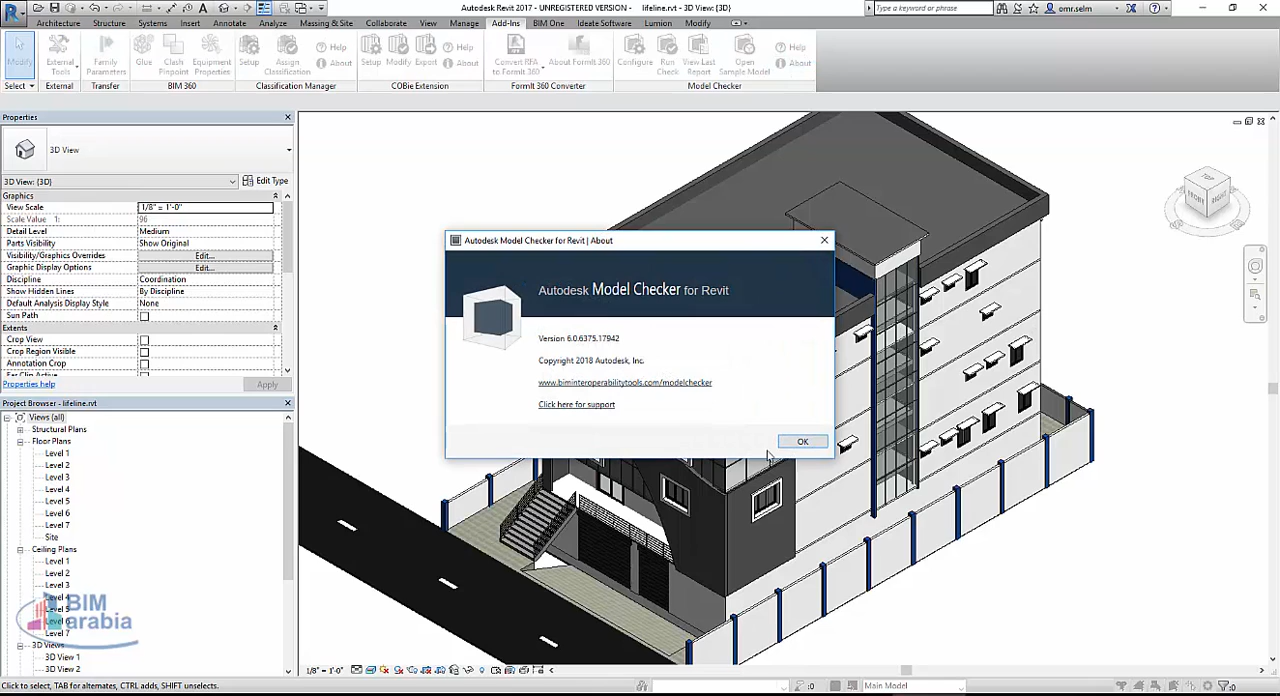 Autodesk Revit 2017 - UNREGISTERED VERSION - lifeline.rvt - 3D View: {3D}
Type a keyword or phrase
omr.selm
Architecture Structure Systems Insert Annotate Analyze Massing & Site Collaborate View Manage Add-Ins BIM One Ideate Software Lumion Modify
Modify
External Tools
Family Parameters
Glue
Clash Pinpoint
Equipment Properties
Setup
Assign Classification
Help
About
Setup
Modify
Export
Help
About
Convert RFA to FormIt 360
About FormIt 360
Configure
Run Check
View Last Report
Open Sample Model
Help
About
Select
External
Transfer
BIM 360
Classification Manager
COBie Extension
FormIt 360 Converter
Model Checker
Properties
3D View
3D View: {3D}
Edit Type
Graphics
View Scale 1/8" = 1'-0"
Scale Value 1: 96
Detail Level Medium
Parts Visibility Show Original
Visibility/Graphics Overrides Edit...
Graphic Display Options Edit...
Discipline Coordination
Show Hidden Lines By Discipline
Default Analysis Display Style None
Sun Path
Extents
Crop View
Crop Region Visible
Annotation Crop
Far Clip Active
Properties help
Apply
Project Browser - lifeline.rvt
Views (all)
Structural Plans
Floor Plans
Level 1
Level 2
Level 3
Level 4
Level 5
Level 6
Level 7
Site
Ceiling Plans
Level 1
Level 2
Level 3
Level 4
Level 7
3D Views
3D View 1
3D View 2
BIM
arabia
Autodesk Model Checker for Revit | About
Autodesk Model Checker for Revit
Version 6.0.6375.17942
Copyright 2018 Autodesk, Inc.
www.biminteroperabilitytools.com/modelchecker
Click here for support
OK
TOP
FRONT
RIGHT
1/8" = 1'-0"
Click to select, TAB for alternates, CTRL adds, SHIFT unselects.
:0
Main Model
:0